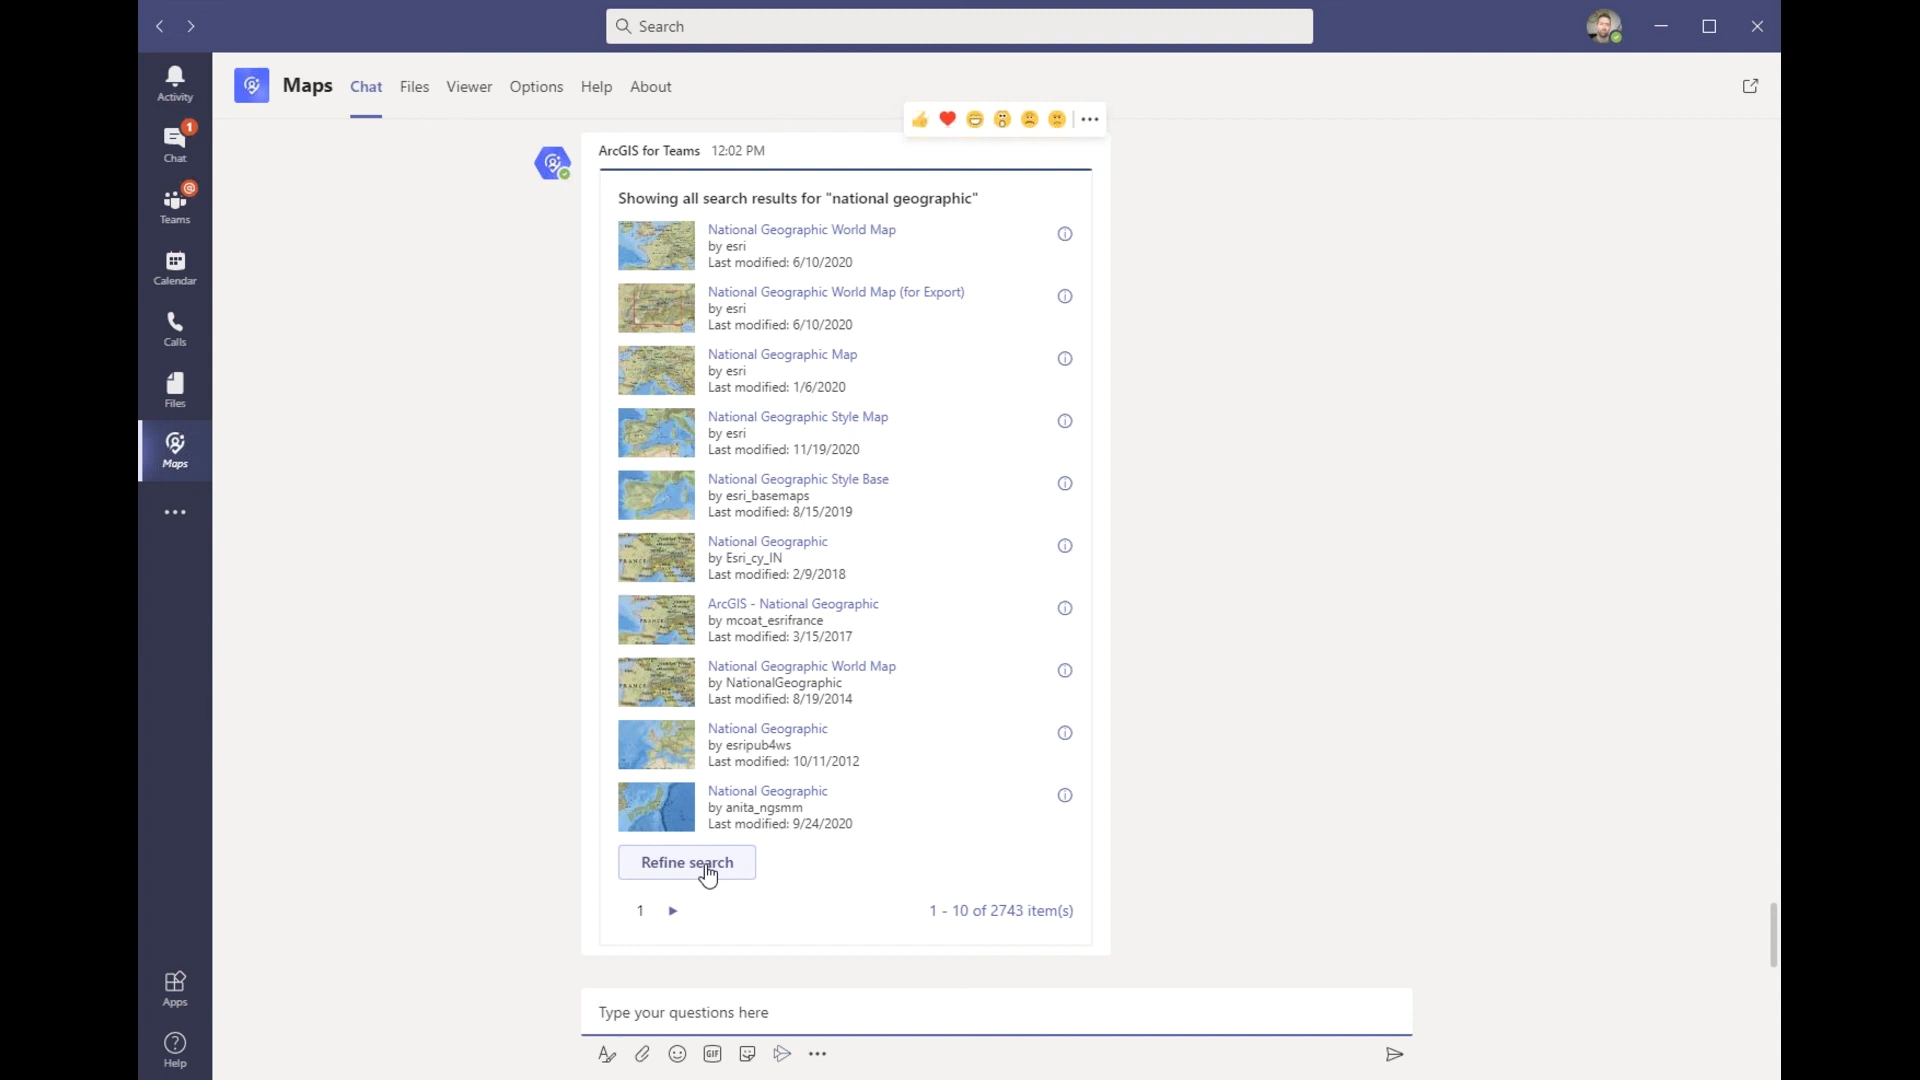 Search
Maps
Chat
Files
Viewer
Options
Help
About
Activity
1
Chat
@
Teams
Calendar
Calls
Files
Maps
Apps
Help
ArcGIS for Teams 12:02 PM
Showing all search results for "national geographic"
National Geographic World Map
by esri
Last modified: 6/10/2020
National Geographic World Map (for Export)
by esri
Last modified: 6/10/2020
National Geographic Map
by esri
Last modified: 1/6/2020
National Geographic Style Map
by esri
Last modified: 11/19/2020
National Geographic Style Base
by esri_basemaps
Last modified: 8/15/2019
FRANCE
National Geographic
by Esri_cy_IN
Last modified: 2/9/2018
FRANCE
ArcGIS - National Geographic
by mcoat_esrifrance
Last modified: 3/15/2017
FRANCE
National Geographic World Map
by NationalGeographic
Last modified: 8/19/2014
National Geographic
by esripub4ws
Last modified: 10/11/2012
National Geographic
by anita_ngsmm
Last modified: 9/24/2020
Refine search
1
1 - 10 of 2743 item(s)
Type your questions here
GIF